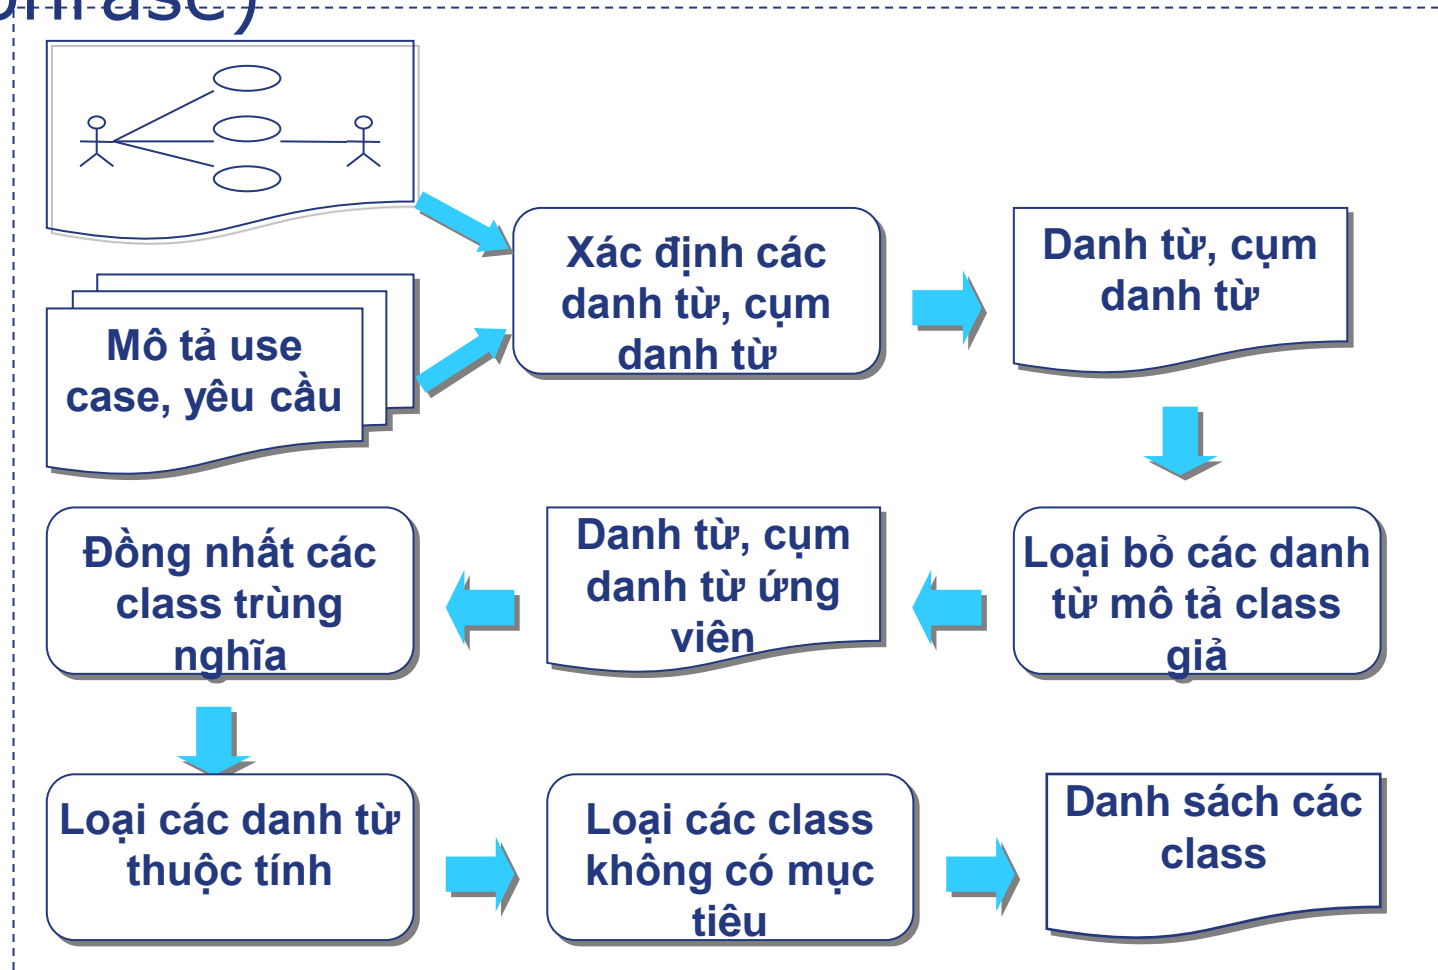 phrase)
Xác định các
danh từ, cụm
danh từ
Danh từ, cụm
danh từ
Mô tả use
case, yêu cầu
Loại bỏ các danh
từ mô tả class
giả
Danh từ, cụm
danh từ ứng
viên
Đồng nhất các
class trùng
nghĩa
Loại các danh từ
thuộc tính
Loại các class
không có mục
tiêu
Danh sách các
class